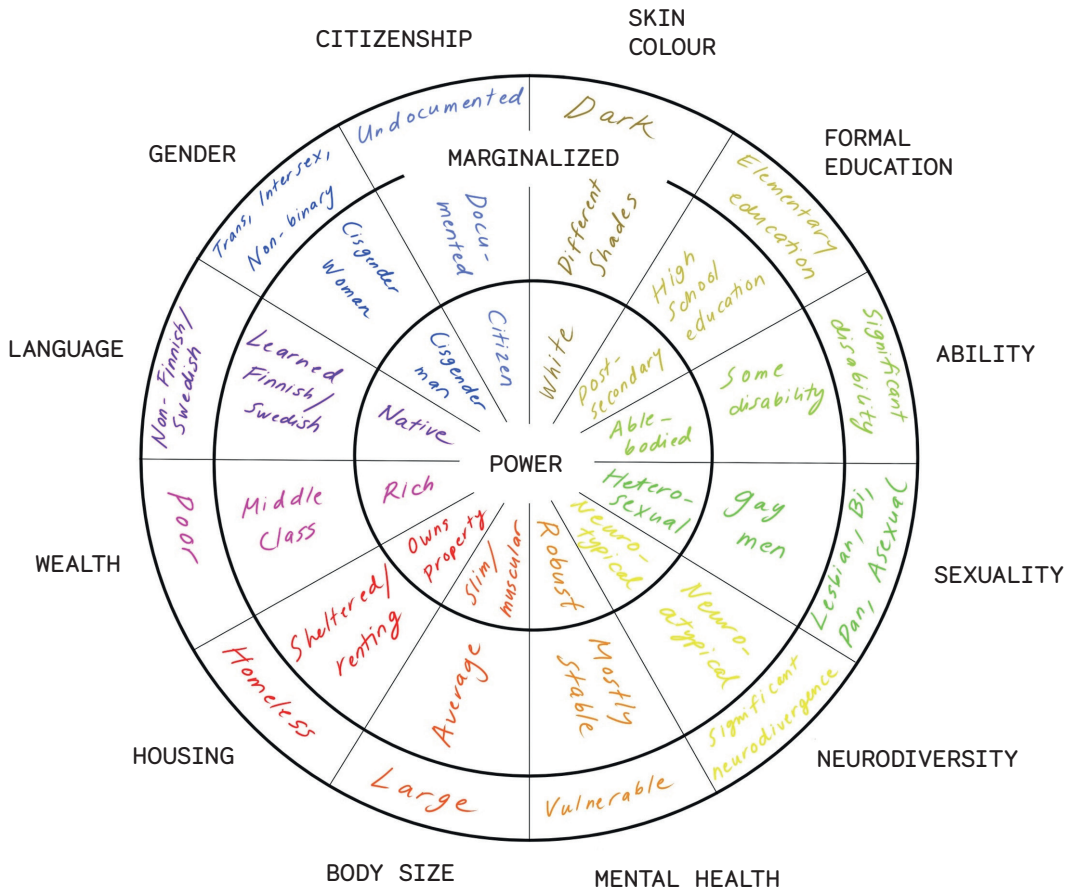 CITIZENSHIP
SKIN
COLOUR
GENDER
FORMAL
EDUCATION
LANGUAGE
ABILITY
WEALTH
SEXUALITY
HOUSING
NEURODIVERSITY
BODY SIZE
MENTAL HEALTH
MARGINALIZED
POWER
Undocumented
Docu-
mented
Citizen
Dark
Different
Shades
White
Elementary
education
High
School
education
Post-
secondary
Significant
disability
Some
disability
Able-
bodied
Lesbian, Bi,
Pan, Asexual
gay
men
Hetero-
sexual
Significant
neurodivergence
Neuro-
atypical
Neuro-
typical
Vulnerable
Mostly
Stable
Robust
Large
Average
Slim/
muscular
Homeless
Sheltered/
renting
Owns
property
Poor
Middle
Class
Rich
Non-Finnish/
Swedish
Learned
Finnish/
Swedish
Native
Trans, Intersex,
Non-binary
Cisgender
Woman
Cisgender
man